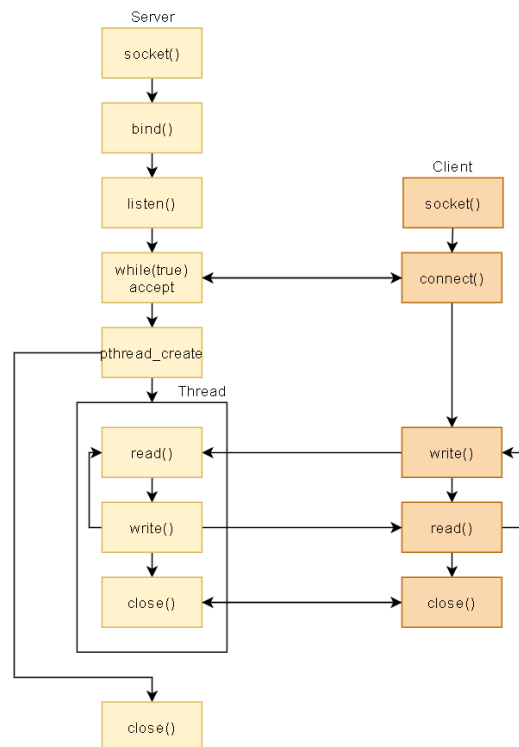 Server
socket()
bind()
listen()
while(true)
accept
pthread_create
Thread
read()
write()
close()
close()
Client
socket()
connect()
write()
read()
close()